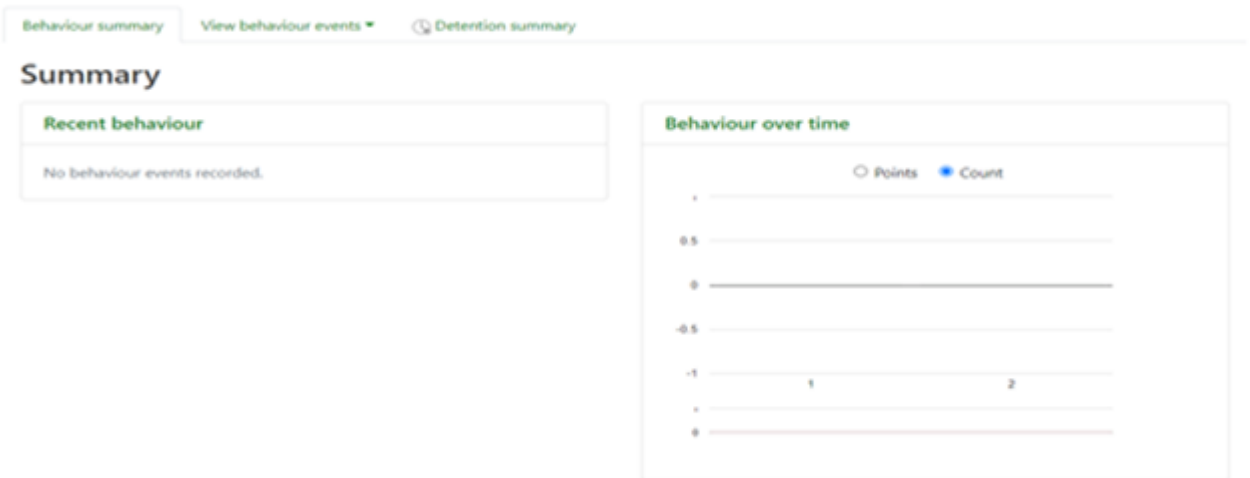 Behaviour summary View behaviour events Detention summary
Summary
Recent behaviour
No behaviour events recorded.
Behaviour over time
Points Count
0.5
0
-0.5
-1
1 2
0